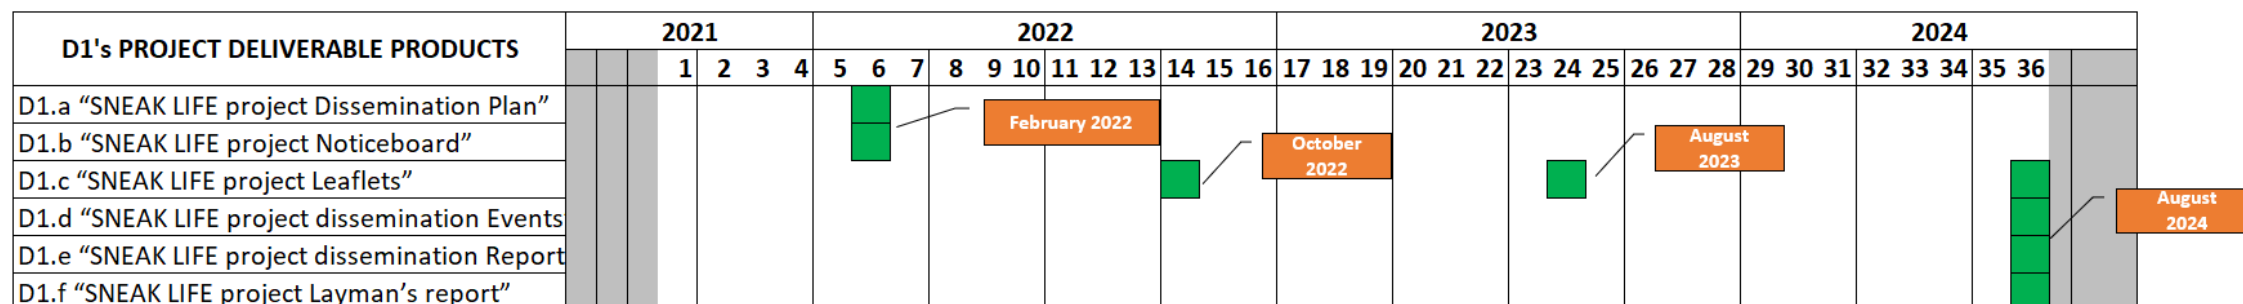 D1's PROJECT DELIVERABLE PRODUCTS
2021 2022 2023 2024
1 2 3 4 5 6 7 8 9 10 11 12 13 14 15 16 17 18 19 20 21 22 23 24 25 26 27 28 29 30 31 32 33 34 35 36
D1.a “SNEAK LIFE project Dissemination Plan”
February 2022
D1.b “SNEAK LIFE project Noticeboard”
October
2022
August
2023
D1.c “SNEAK LIFE project Leaflets”
D1.d “SNEAK LIFE project dissemination Events
August
2024
D1.e “SNEAK LIFE project dissemination Report
D1.f “SNEAK LIFE project Layman’s report”